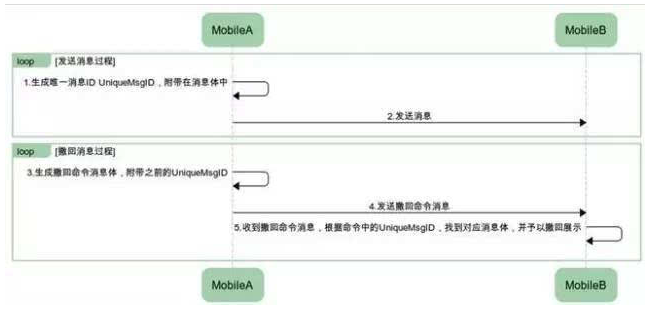 MobileA
MobileB
loop
[发送消息过程]
1.生成唯一消息ID UniqueMsgID，附带在消息体中
2.发送消息
loop
[撤回消息过程]
3.生成撤回命令消息体，附带之前的UniqueMsgID
4.发送撤回命令消息
5.收到撤回命令消息，根据命令中的UniqueMsgID，找到对应消息体，并予以撤回展示
MobileA
MobileB